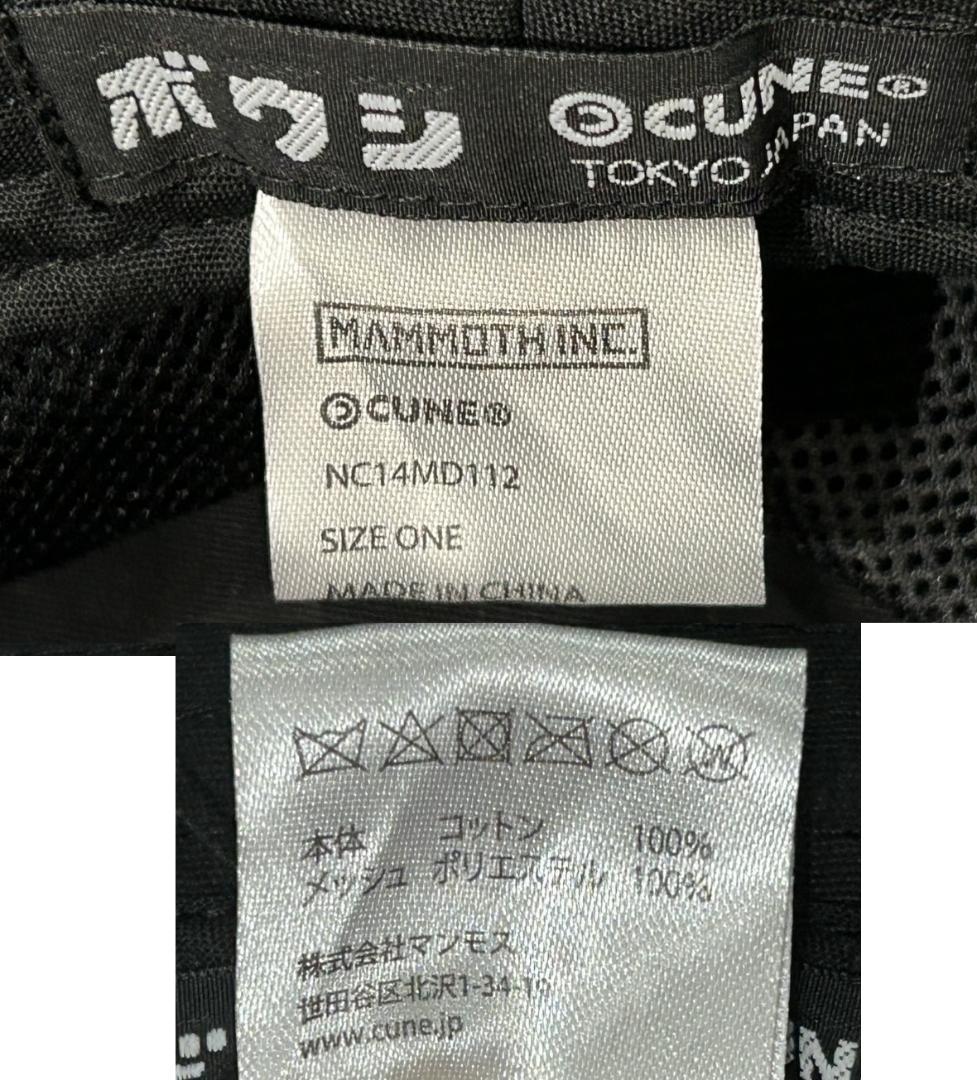 ボウシ
©CUNE®
TOKYO JAPAN
MAMMOTH INC.
©CUNE®
NC14MD112
SIZE ONE
MADE IN CHINA
W
本体 コットン 100%
メッシュ ポリエステル 100%
株式会社マンモス
世田谷区北沢1-34-19
www.cune.jp